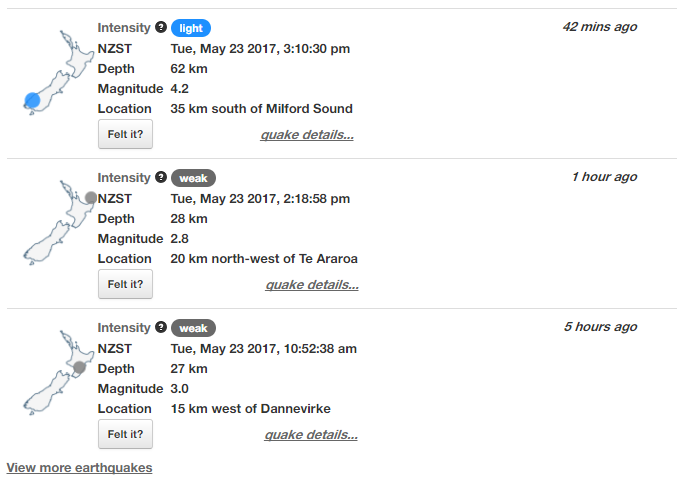 Intensity ? light 42 mins ago
NZST Tue, May 23 2017, 3:10:30 pm
Depth 62 km
Magnitude 4.2
Location 35 km south of Milford Sound
Felt it? quake details...
Intensity ? weak 1 hour ago
NZST Tue, May 23 2017, 2:18:58 pm
Depth 28 km
Magnitude 2.8
Location 20 km north-west of Te Araroa
Felt it? quake details...
Intensity ? weak 5 hours ago
NZST Tue, May 23 2017, 10:52:38 am
Depth 27 km
Magnitude 3.0
Location 15 km west of Dannevirke
Felt it? quake details...
View more earthquakes